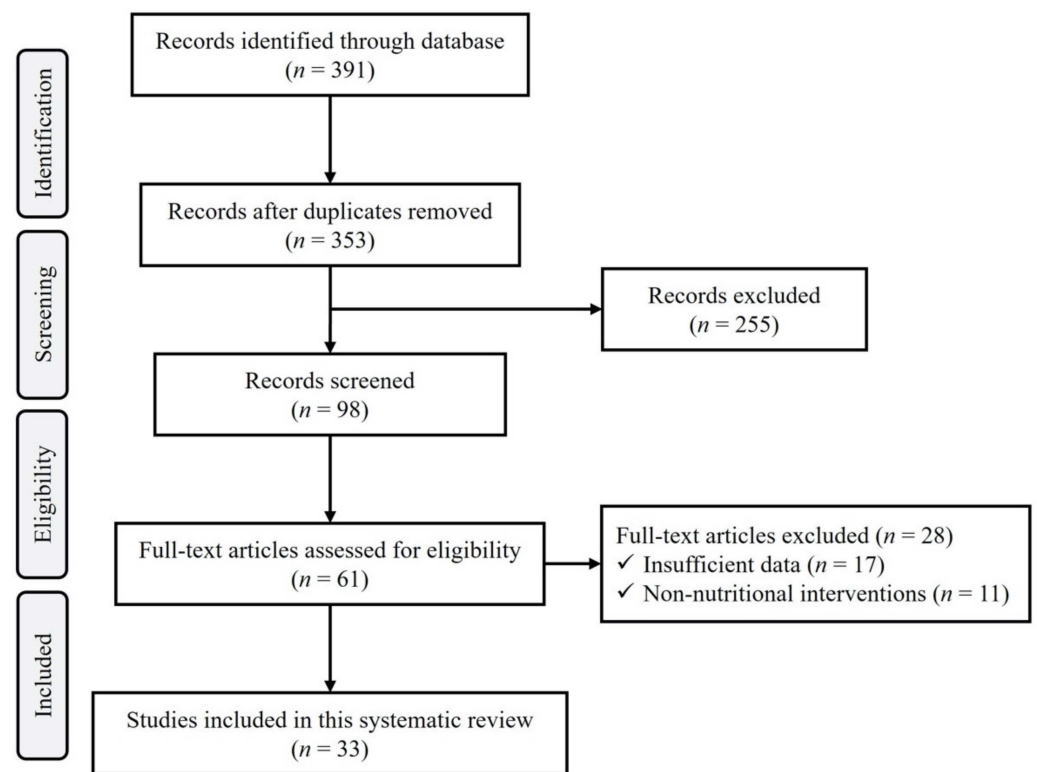 Identification
Records identified through database
(n = 391)
Records after duplicates removed
(n = 353)
Screening
Records excluded
(n = 255)
Records screened
(n = 98)
Eligibility
Full-text articles assessed for eligibility
(n = 61)
Full-text articles excluded (n = 28)
✓ Insufficient data (n = 17)
✓ Non-nutritional interventions (n = 11)
Included
Studies included in this systematic review
(n = 33)